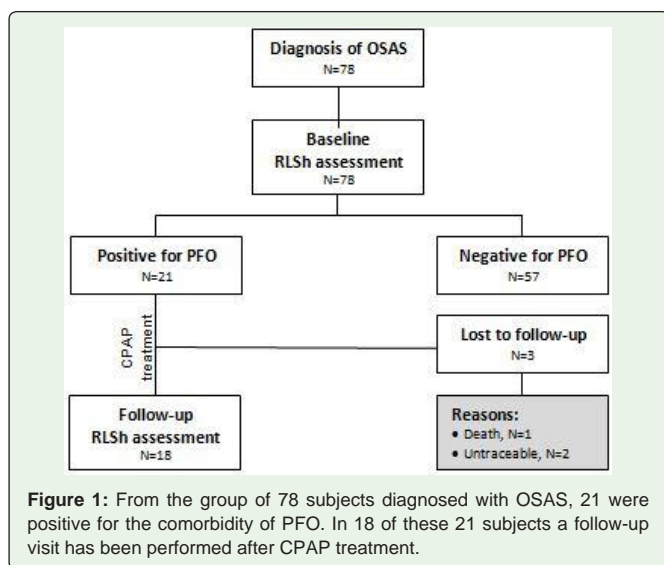 Diagnosis of OSAS
N=78
Baseline
RLSh assessment
N=78
Positive for PFO
N=21
Negative for PFO
N=57
CPAP
treatment
Lost to follow-up
N=3
Follow-up
RLSh assessment
N=18
Reasons:
• Death, N=1
• Untraceable, N=2
Figure 1: From the group of 78 subjects diagnosed with OSAS, 21 were
positive for the comorbidity of PFO. In 18 of these 21 subjects a follow-up
visit has been performed after CPAP treatment.